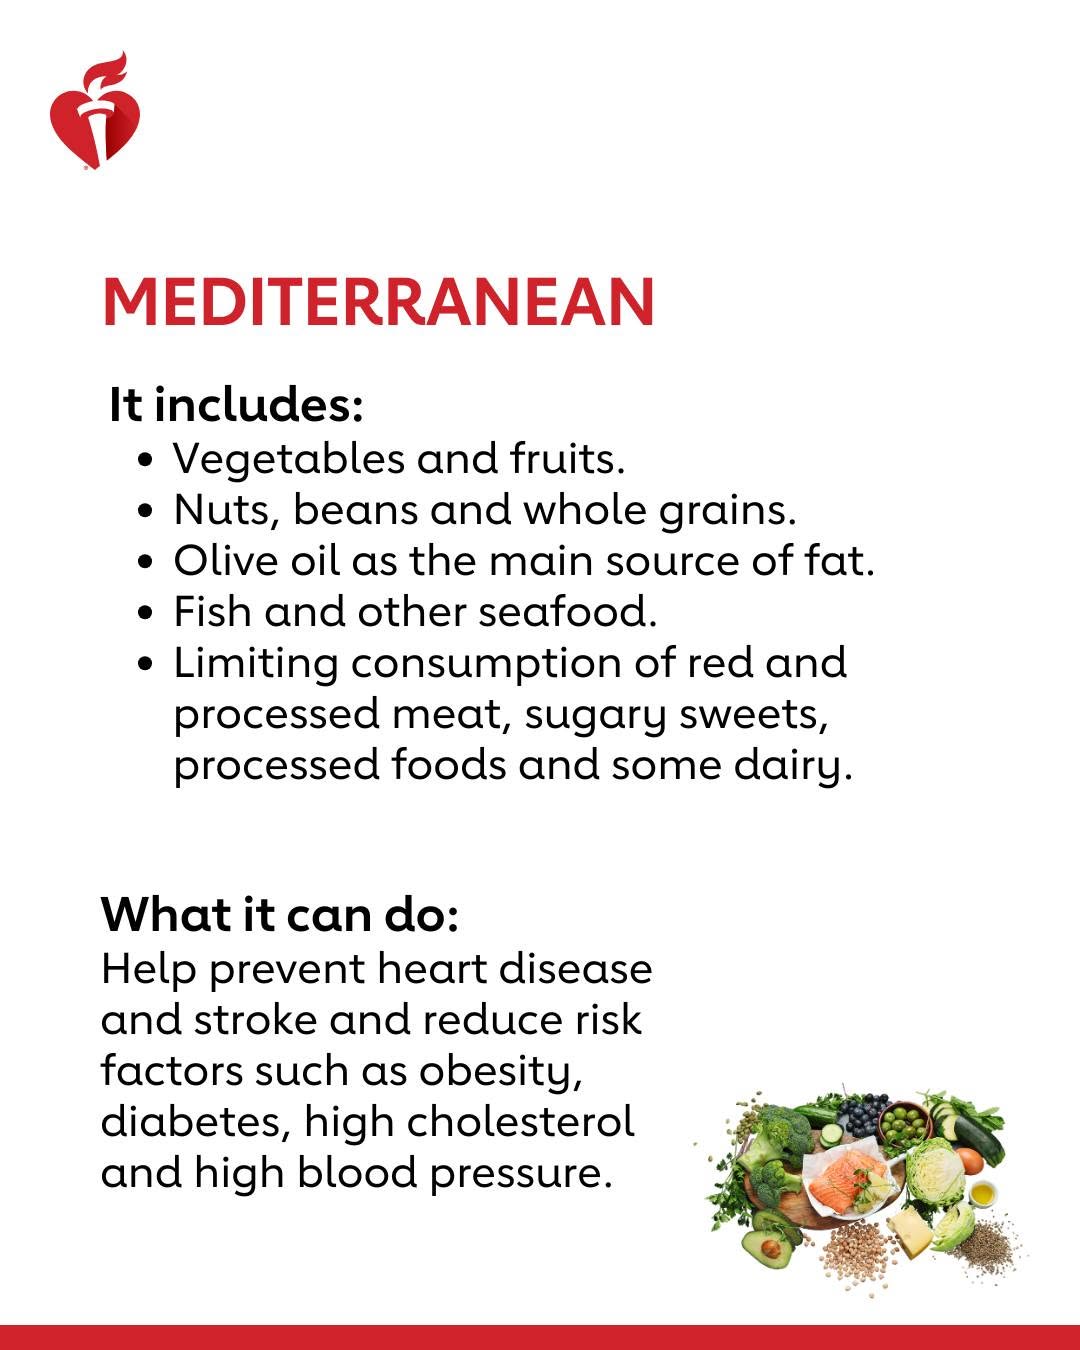 MEDITERRANEAN
It includes:
• Vegetables and fruits.
• Nuts, beans and whole grains.
• Olive oil as the main source of fat.
• Fish and other seafood.
• Limiting consumption of red and
processed meat, sugary sweets,
processed foods and some dairy.
What it can do:
Help prevent heart disease
and stroke and reduce risk
factors such as obesity,
diabetes, high cholesterol
and high blood pressure.